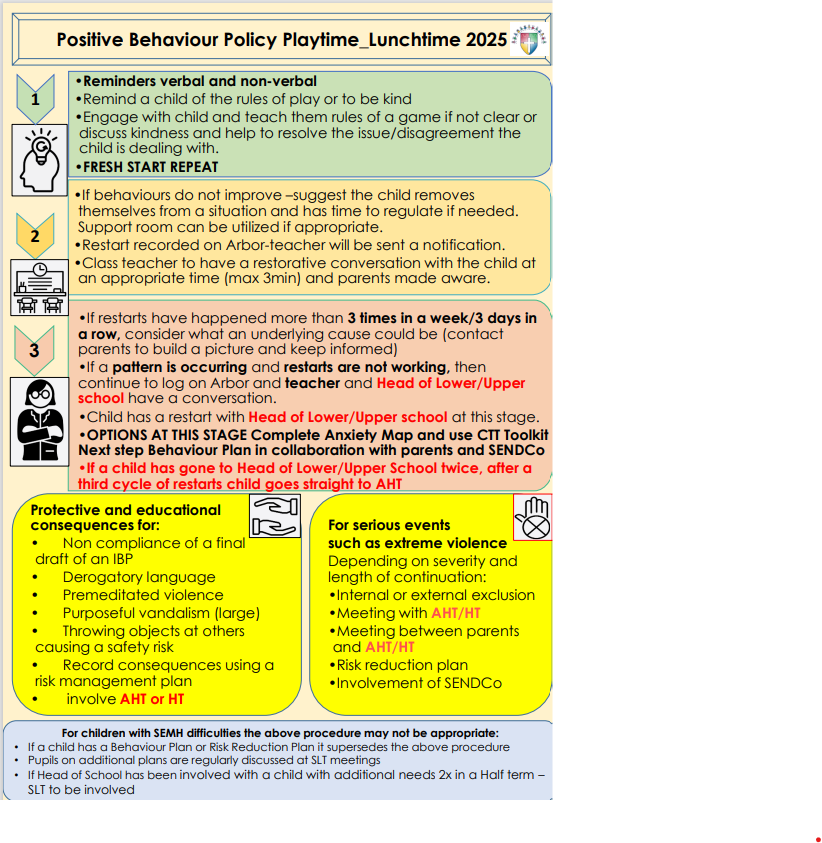 Positive Behaviour Policy Playtime_Lunchtime 2025
1
•Reminders verbal and non-verbal
•Remind a child of the rules of play or to be kind
•Engage with child and teach them rules of a game if not clear or
discuss kindness and help to resolve the issue/disagreement the
child is dealing with.
•FRESH START REPEAT
2
•If behaviours do not improve –suggest the child removes
themselves from a situation and has time to regulate if needed.
Support room can be utilized if appropriate.
•Restart recorded on Arbor-teacher will be sent a notification.
•Class teacher to have a restorative conversation with the child at
an appropriate time (max 3min) and parents made aware.
3
•If restarts have happened more than 3 times in a week/3 days in
a row, consider what an underlying cause could be (contact
parents to build a picture and keep informed)
•If a pattern is occurring and restarts are not working, then
continue to log on Arbor and teacher and Head of Lower/Upper
school have a conversation.
•Child has a restart with Head of Lower/Upper school at this stage.
•OPTIONS AT THIS STAGE Complete Anxiety Map and use CTT Toolkit
Next step Behaviour Plan in collaboration with parents and SENDCo
•If a child has gone to Head of Lower/Upper School twice, after a
third cycle of restarts child goes straight to AHT
Protective and educational
consequences for:
• Non compliance of a final
draft of an IBP
• Derogatory language
• Premeditated violence
• Purposeful vandalism (large)
• Throwing objects at others
causing a safety risk
• Record consequences using a
risk management plan
• involve AHT or HT
For serious events
such as extreme violence
Depending on severity and
length of continuation:
•Internal or external exclusion
•Meeting with AHT/HT
•Meeting between parents
and AHT/HT
•Risk reduction plan
•Involvement of SENDCo
For children with SEMH difficulties the above procedure may not be appropriate:
• If a child has a Behaviour Plan or Risk Reduction Plan it supersedes the above procedure
• Pupils on additional plans are regularly discussed at SLT meetings
• If Head of School has been involved with a child with additional needs 2x in a Half term –
SLT to be involved